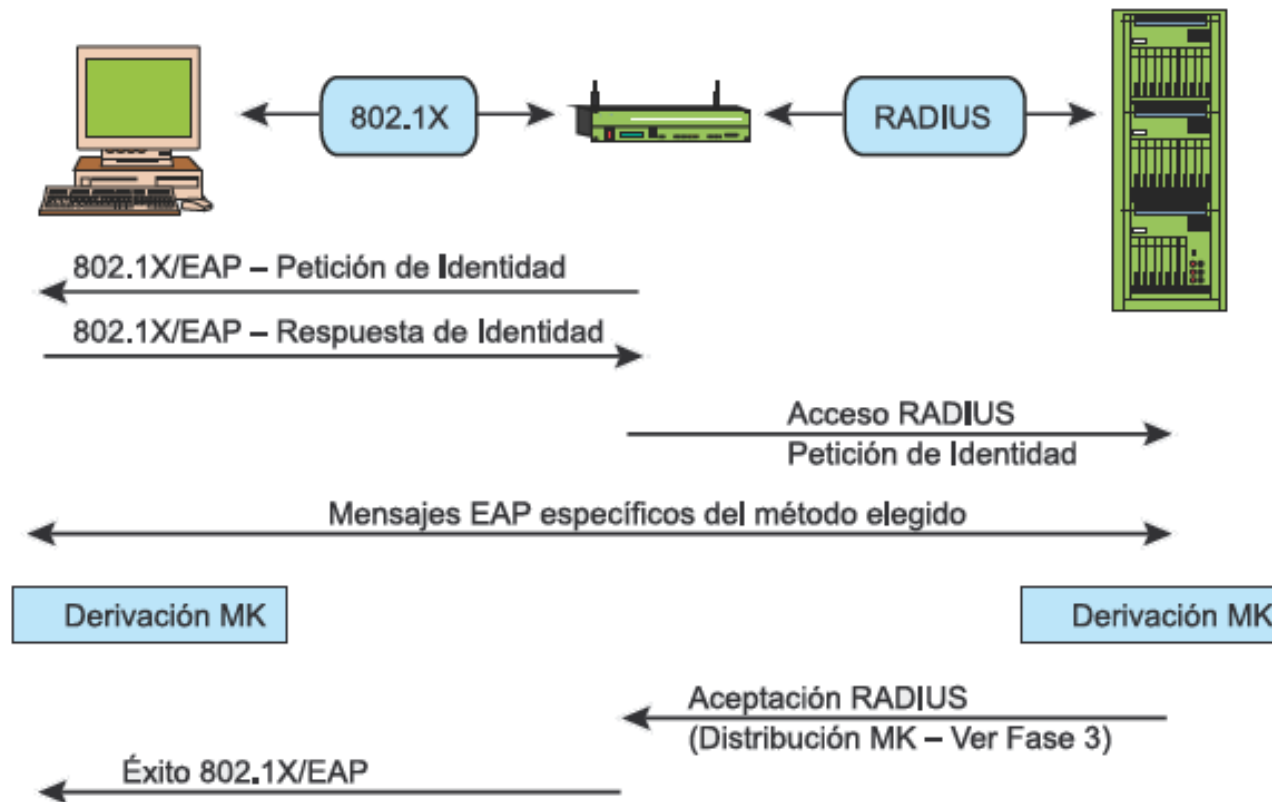 802.1X
RADIUS
802.1X/EAP – Petición de Identidad
802.1X/EAP – Respuesta de Identidad
Acceso RADIUS
Petición de Identidad
Mensajes EAP específicos del método elegido
Derivación MK
Derivación MK
Aceptación RADIUS
(Distribución MK – Ver Fase 3)
Éxito 802.1X/EAP